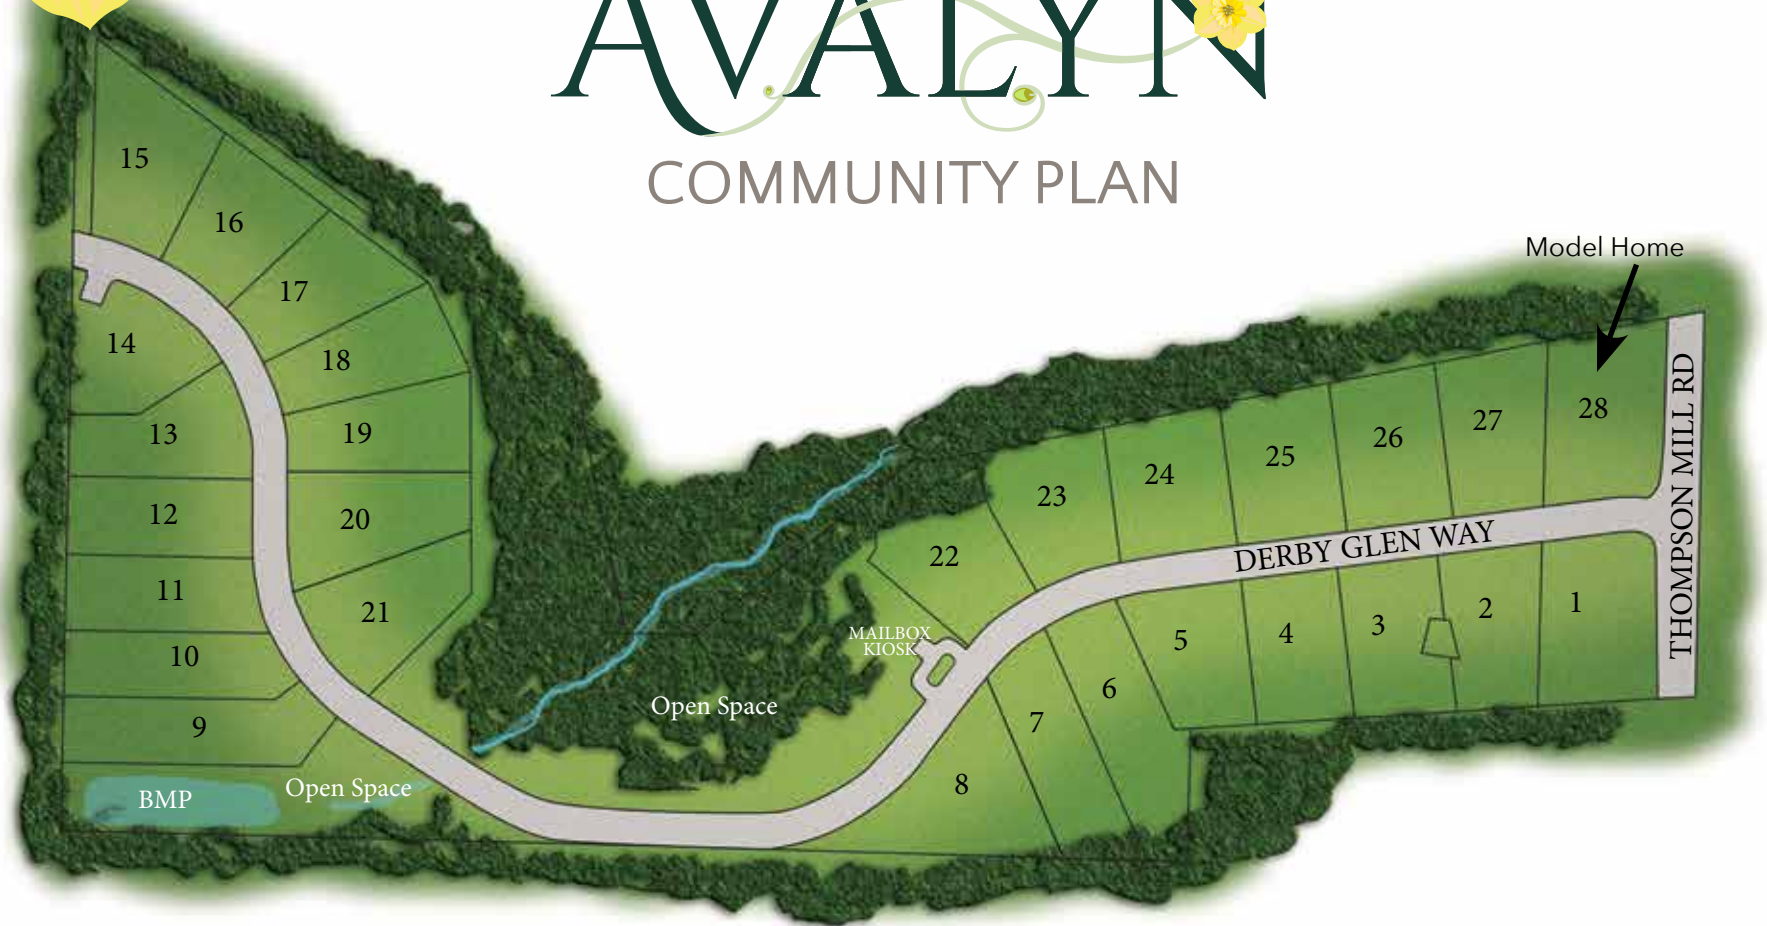 AVALYN
COMMUNITY PLAN
Model Home
15
16
17
14
18
13
19
12
20
11
21
10
9
BMP
Open Space
Open Space
MAILBOX
KIOSK
22
23
24
25
26
27
28
DERBY GLEN WAY
THOMPSON MILL RD
8
7
6
5
4
3
2
1